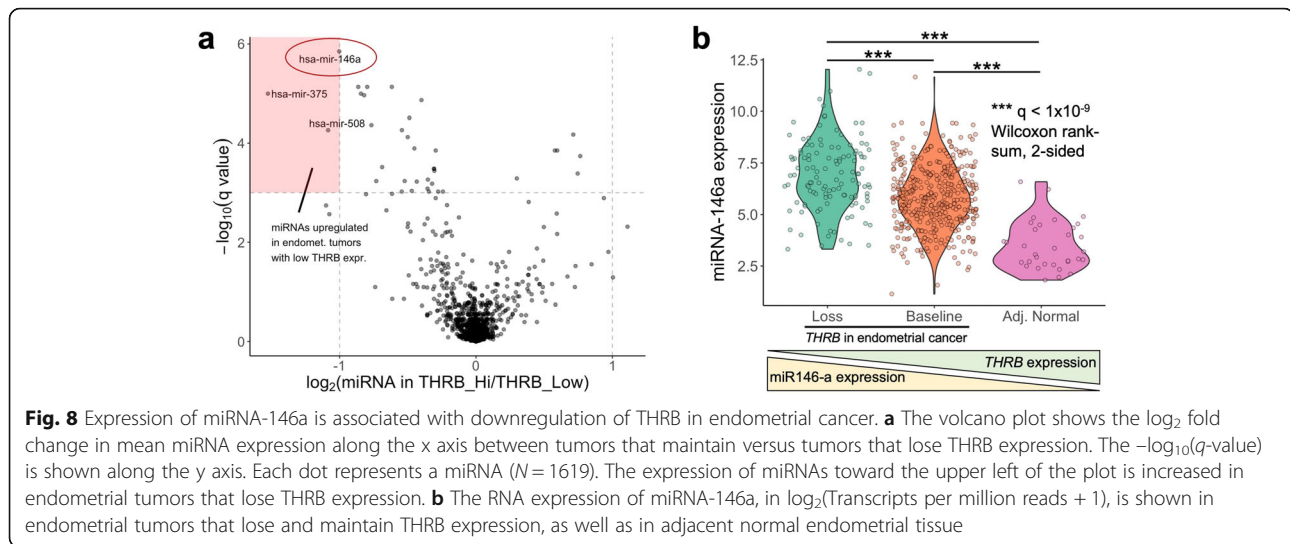 a
6
4
2
0
−log10(q value)
hsa-mir-146a
hsa-mir-375
hsa-mir-508
miRNAs upregulated
in endomet. tumors
with low THRB expr.
-1
0
1
log2(miRNA in THRB_Hi/THRB_Low)
b
***
***
***
12.5
10.0
7.5
5.0
2.5
miRNA-146a expression
*** q < 1x10-9
Wilcoxon rank-
sum, 2-sided
Loss
Baseline
Adj. Normal
THRB in endometrial cancer
THRB expression
miR146-a expression
Fig. 8 Expression of miRNA-146a is associated with downregulation of THRB in endometrial cancer. a The volcano plot shows the log2 fold
change in mean miRNA expression along the x axis between tumors that maintain versus tumors that lose THRB expression. The −log10(q-value)
is shown along the y axis. Each dot represents a miRNA (N = 1619). The expression of miRNAs toward the upper left of the plot is increased in
endometrial tumors that lose THRB expression. b The RNA expression of miRNA-146a, in log2(Transcripts per million reads + 1), is shown in
endometrial tumors that lose and maintain THRB expression, as well as in adjacent normal endometrial tissue